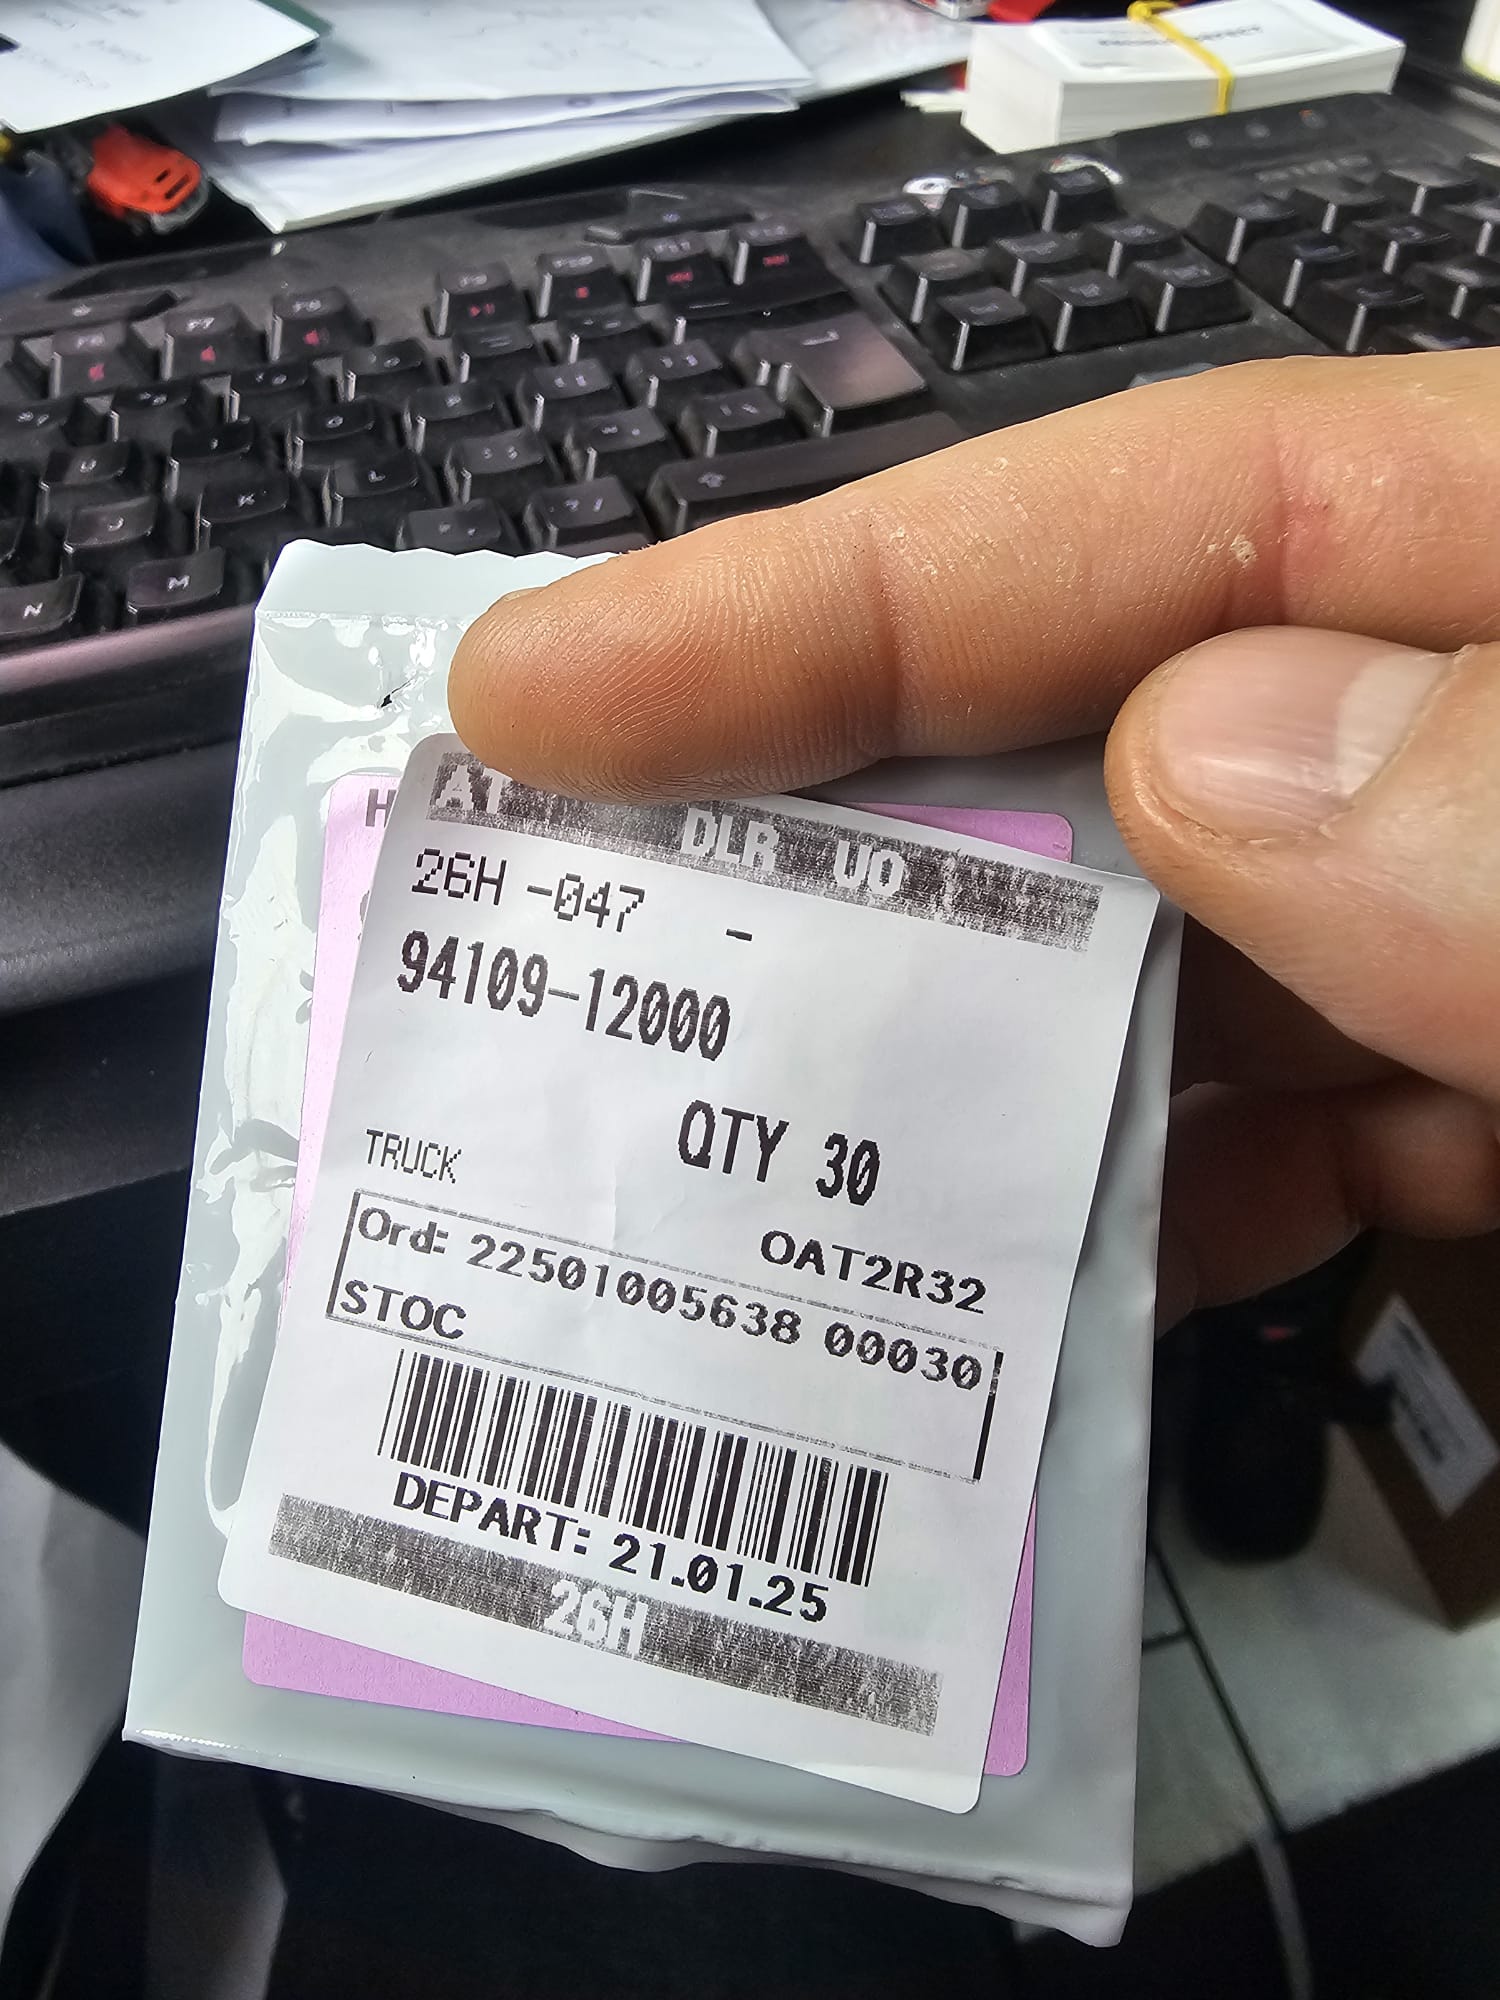 AT
DLR UO
H
26H -047 -
94109-12000
QTY 30
TRUCK
OAT2R32
Ord: 22501005638 00030
STOC
DEPART: 21.01.25
26H
N
M
K
L